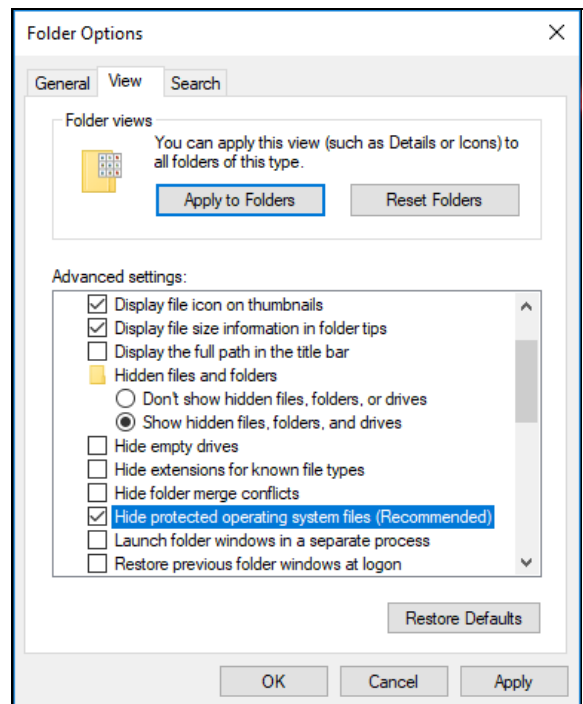 Folder Options
General View Search
Folder views
You can apply this view (such as Details or Icons) to
all folders of this type.
Apply to Folders Reset Folders
Advanced settings:
Display file icon on thumbnails
Display file size information in folder tips
Display the full path in the title bar
Hidden files and folders
Don't show hidden files, folders, or drives
Show hidden files, folders, and drives
Hide empty drives
Hide extensions for known file types
Hide folder merge conflicts
Hide protected operating system files (Recommended)
Launch folder windows in a separate process
Restore previous folder windows at logon
Restore Defaults
OK Cancel Apply